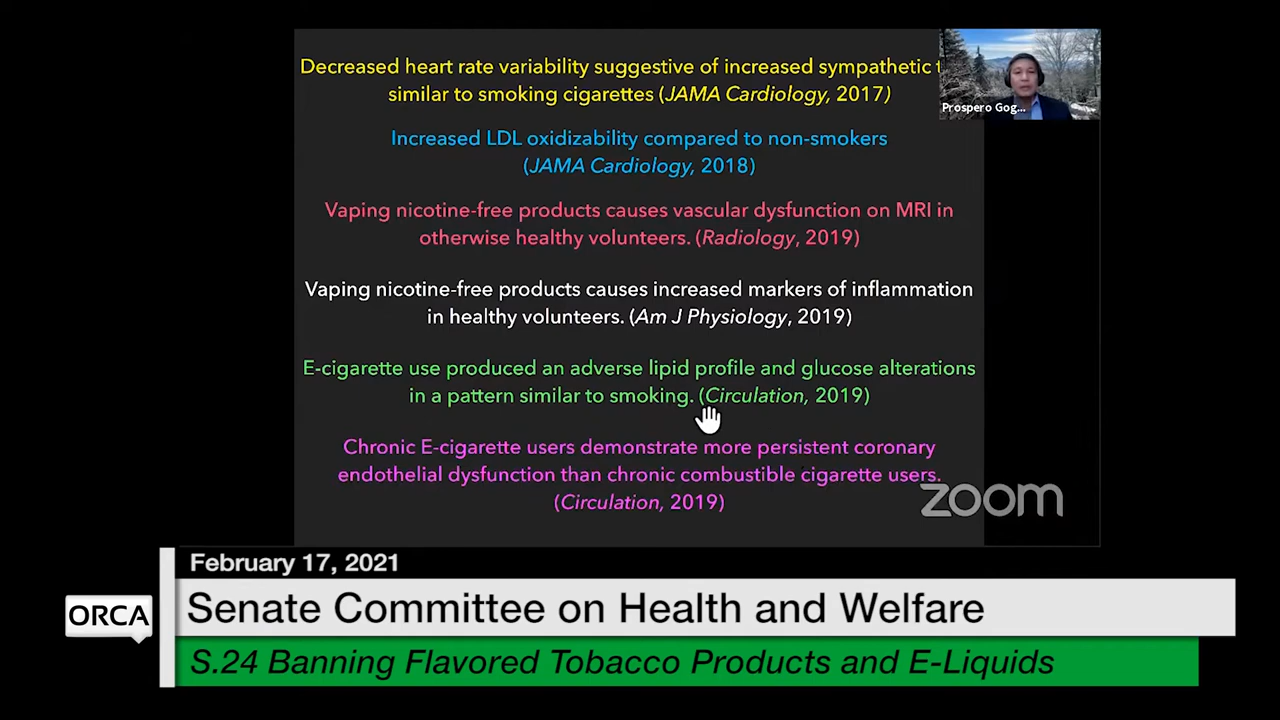 Decreased heart rate variability suggestive of increased sympathetic
similar to smoking cigarettes (JAMA Cardiology, 2017)
Prospero Gog...
Increased LDL oxidizability compared to non-smokers
(JAMA Cardiology, 2018)
Vaping nicotine-free products causes vascular dysfunction on MRI in
otherwise healthy volunteers. (Radiology, 2019)
Vaping nicotine-free products causes increased markers of inflammation
in healthy volunteers. (Am J Physiology, 2019)
E-cigarette use produced an adverse lipid profile and glucose alterations
in a pattern similar to smoking. (Circulation, 2019)
Chronic E-cigarette users demonstrate more persistent coronary
endothelial dysfunction than chronic combustible cigarette users.
(Circulation, 2019)
zoom
February 17, 2021
ORCA
Senate Committee on Health and Welfare
S.24 Banning Flavored Tobacco Products and E-Liquids